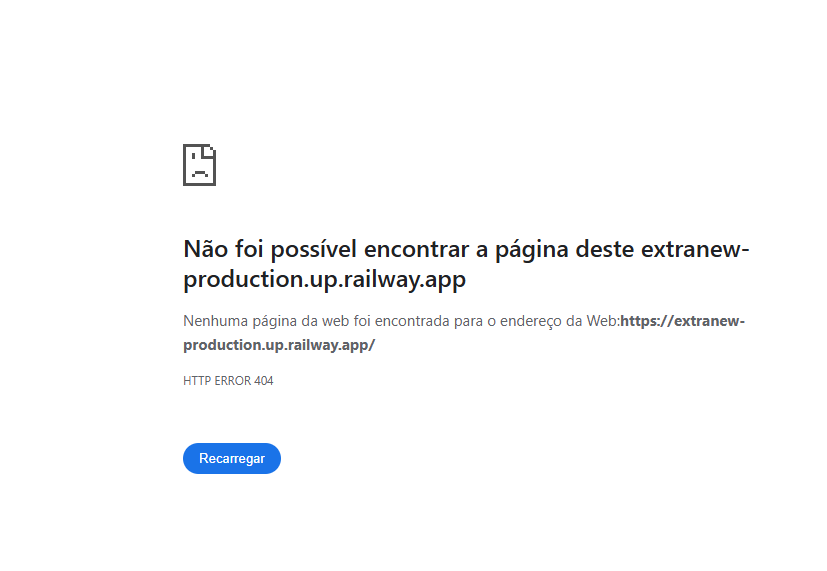 Não foi possível encontrar a página deste extranew-
production.up.railway.app
Nenhuma página da web foi encontrada para o endereço da Web:https://extranew-
production.up.railway.app/
HTTP ERROR 404
Recarregar